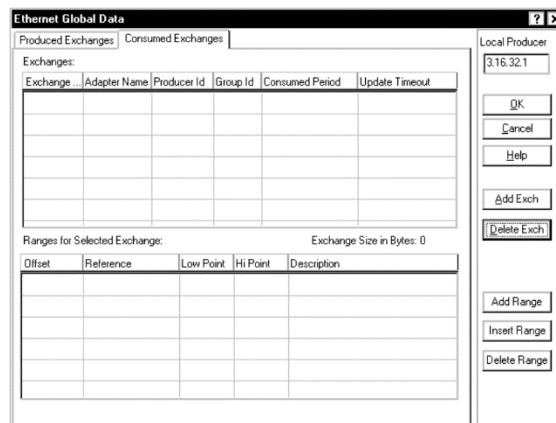 Ethernet Global Data
Produced Exchanges Consumed Exchanges
Local Producer
3.16.32.1
Exchanges:
Exchange ... Adapter Name Producer Id Group Id Consumed Period Update Timeout
OK
Cancel
Help
Add Exch
Delete Exch
Ranges for Selected Exchange: Exchange Size in Bytes: 0
Offset Reference Low Point Hi Point Description
Add Range
Insert Range
Delete Range